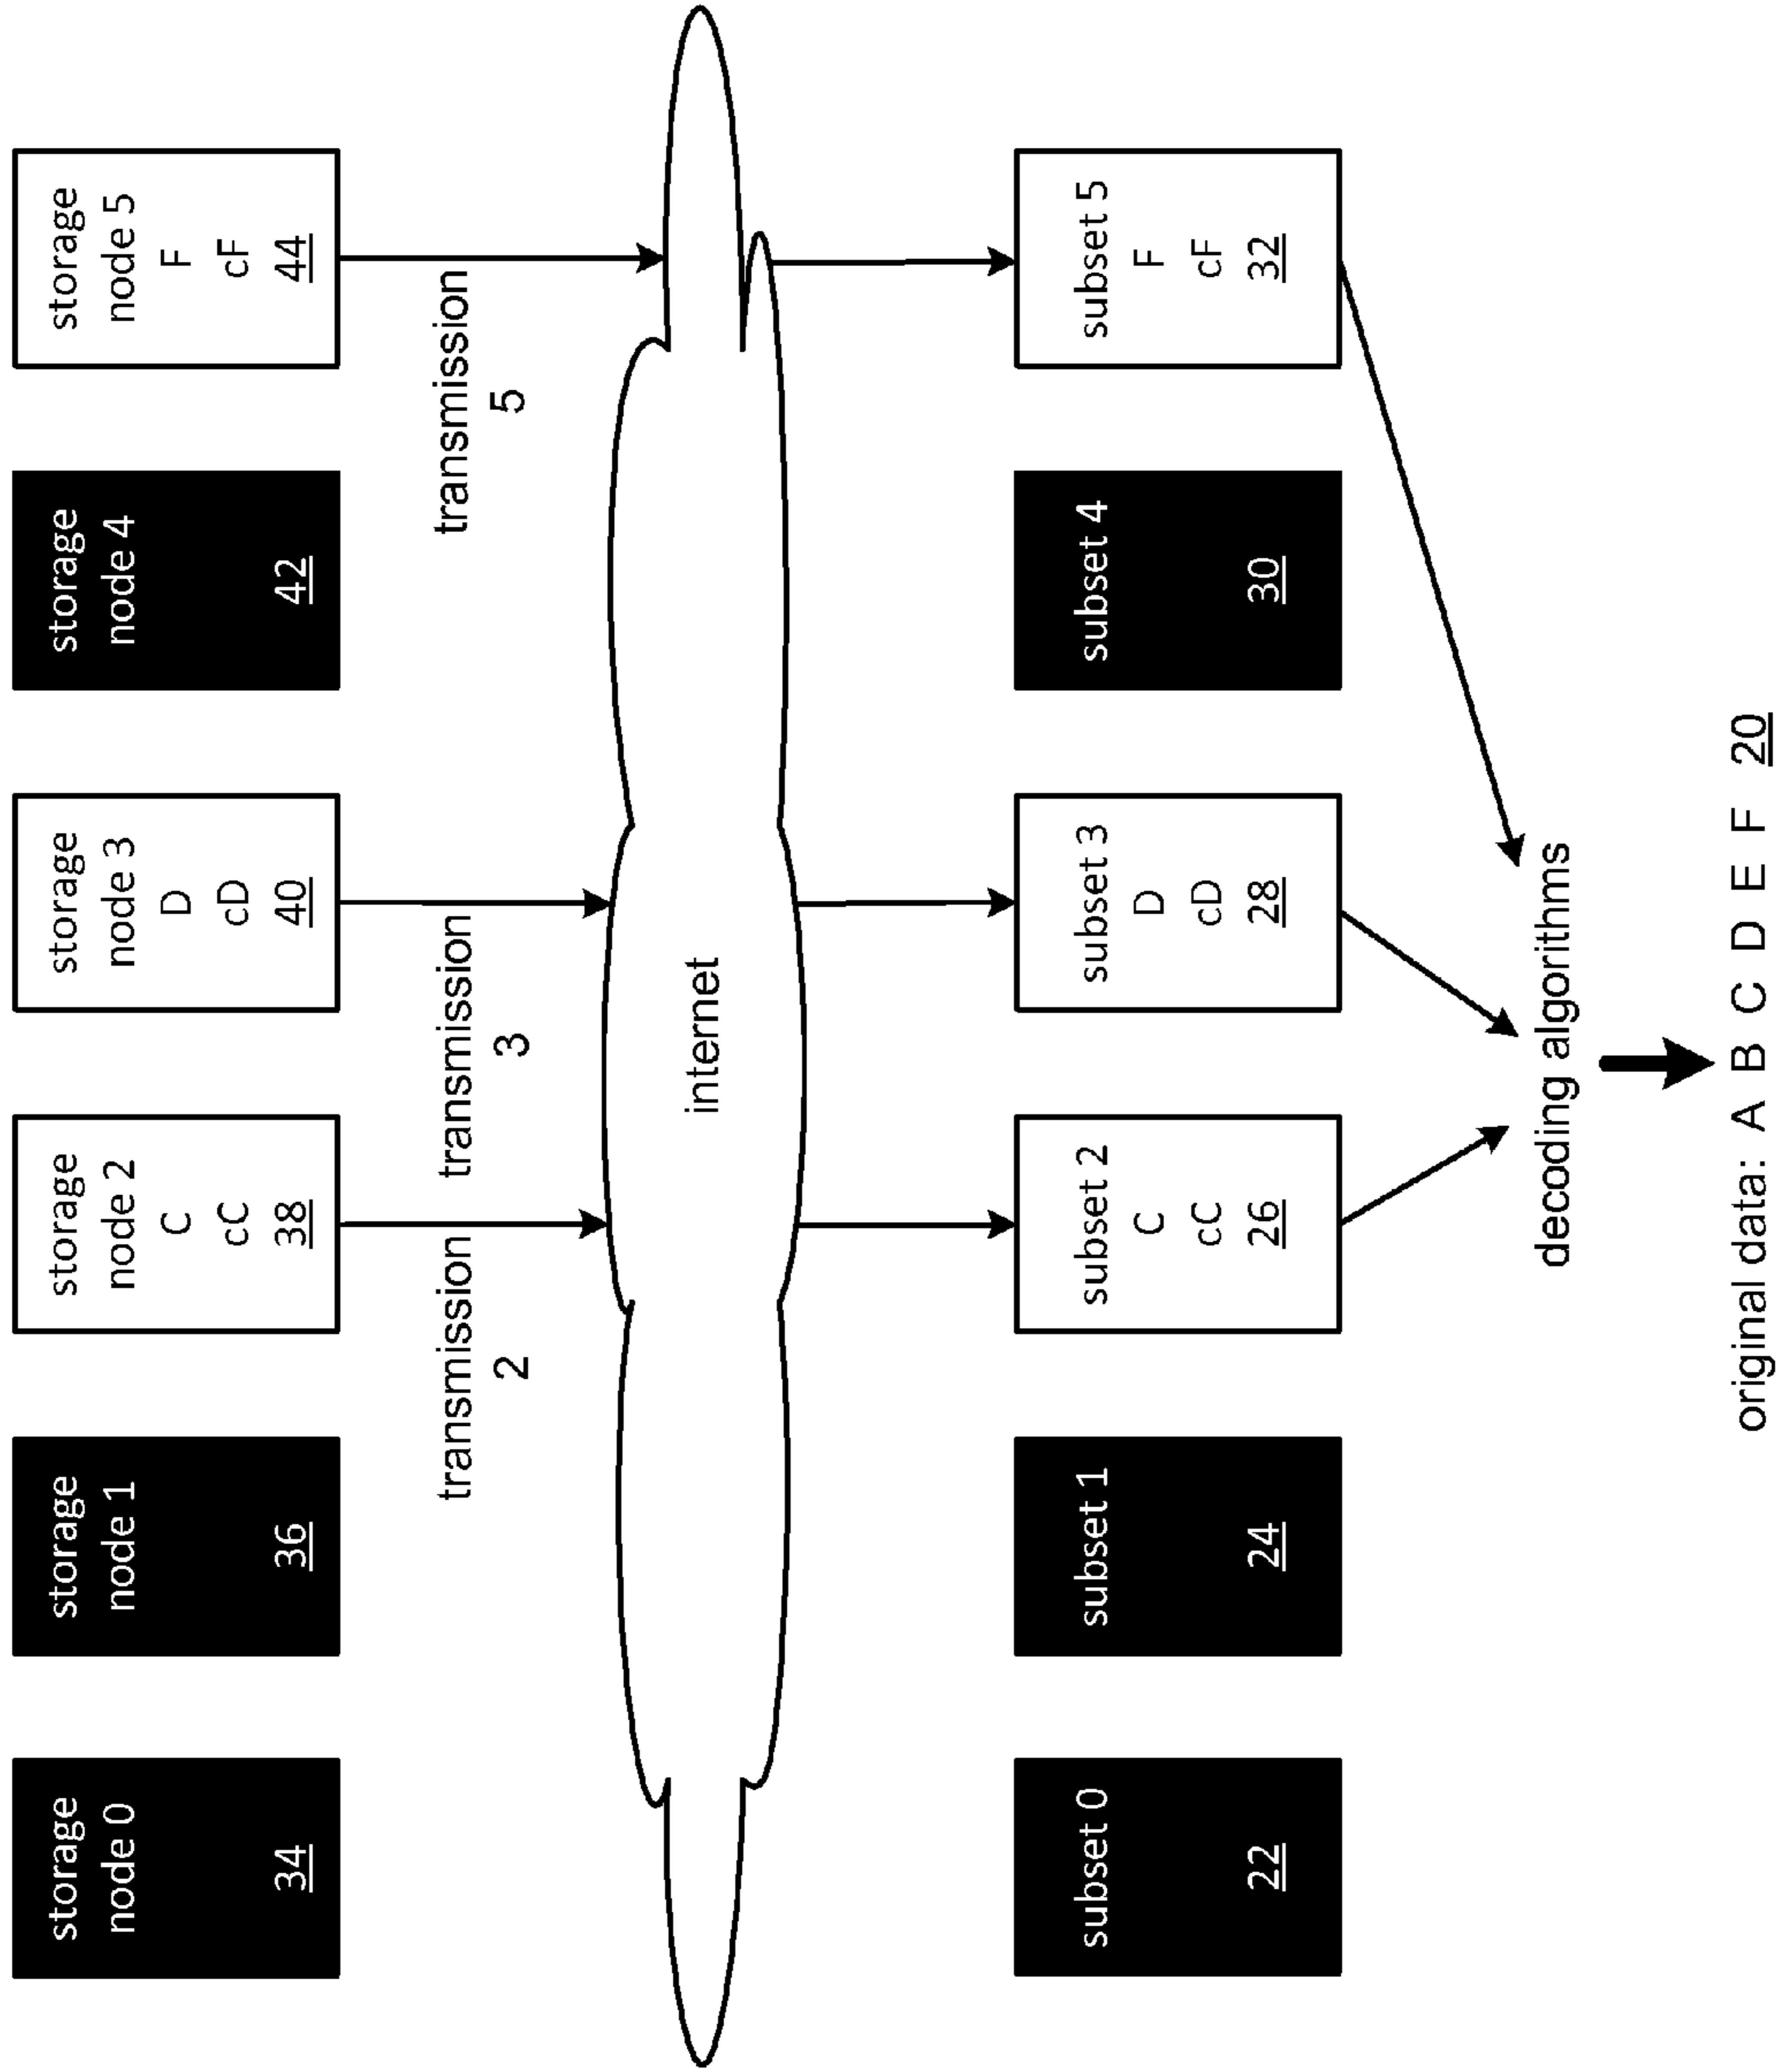 storage
node 0
34
storage
node 1
36
storage
node 2
C
cC
38
storage
node 3
D
cD
40
storage
node 4
42
storage
node 5
F
cF
44
transmission
2
transmission
3
transmission
5
internet
subset 0
22
subset 1
24
subset 2
C
cC
26
subset 3
D
cD
28
subset 4
30
subset 5
F
cF
32
decoding algorithms
original data: A B C D E F 20